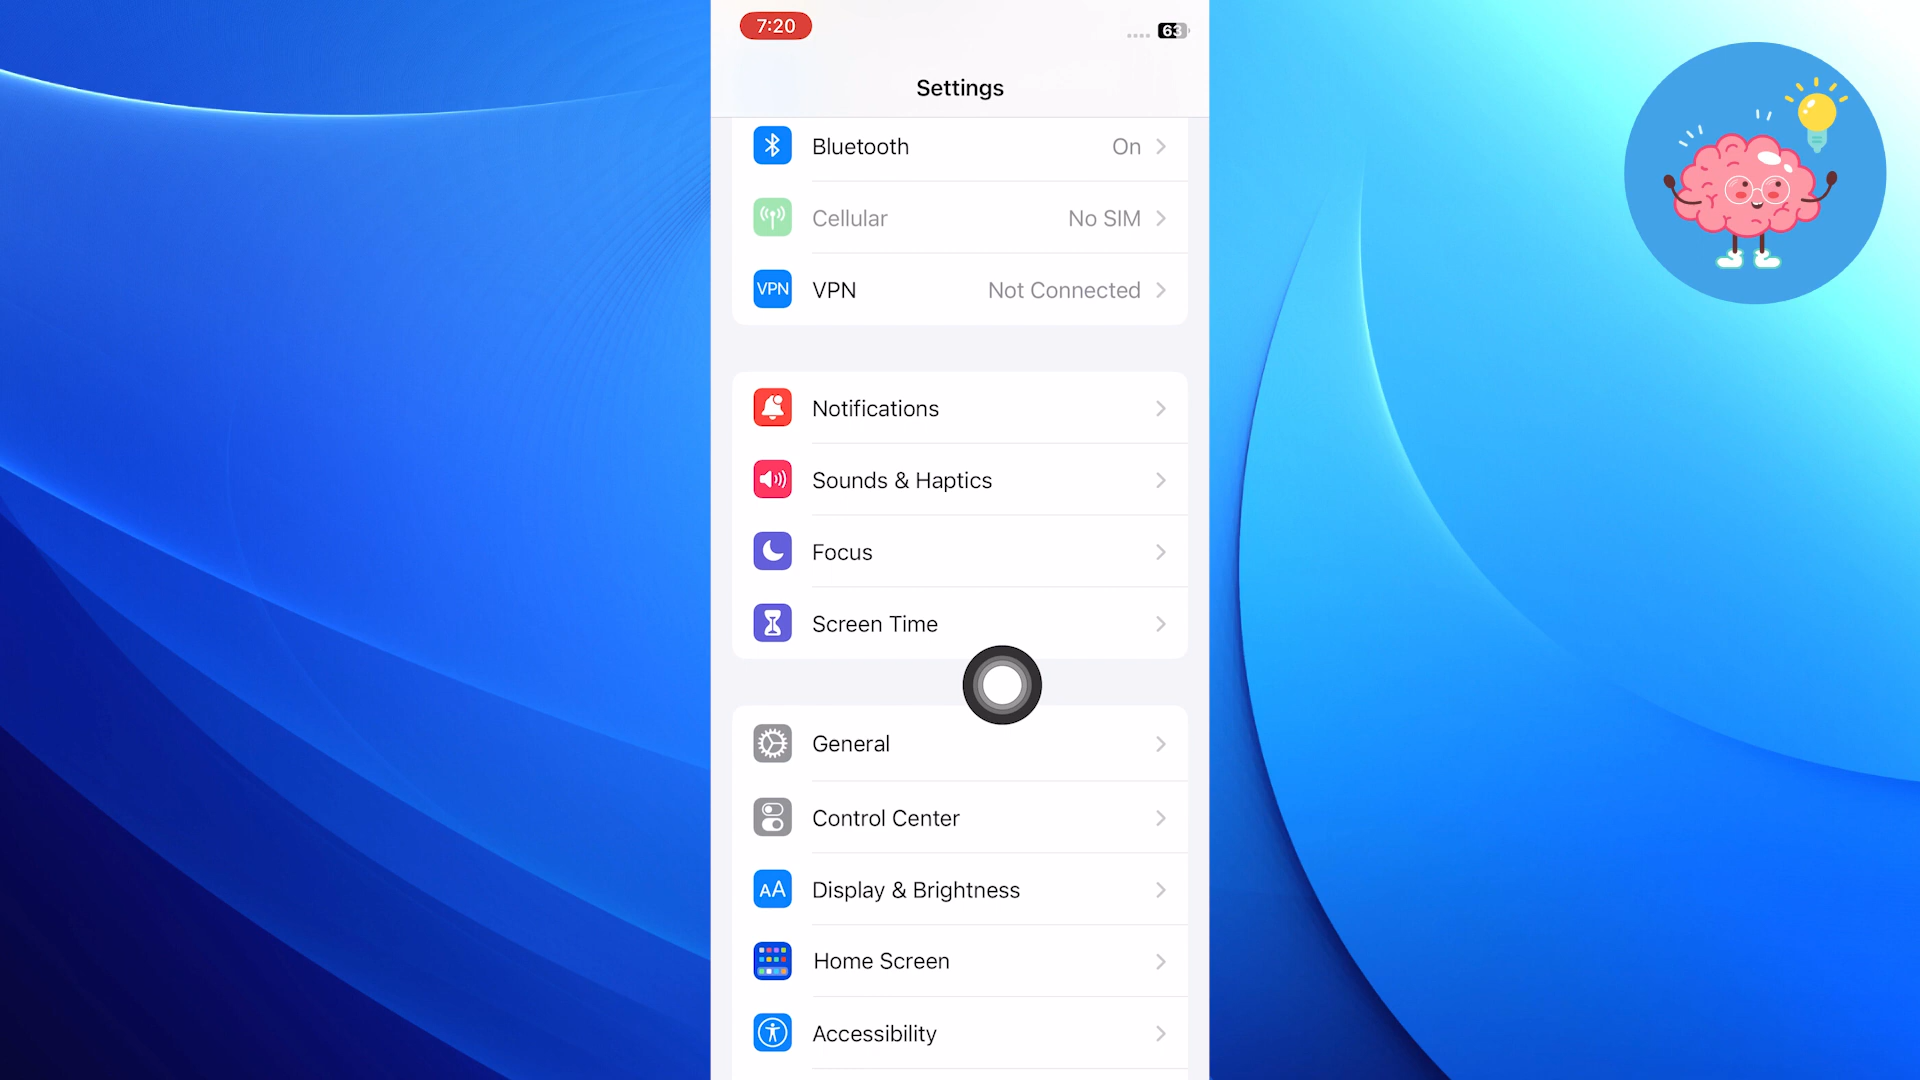 7:20
63
Settings
Bluetooth On
Cellular No SIM
VPN VPN Not Connected
Notifications
Sounds & Haptics
Focus
Screen Time
General
Control Center
AA Display & Brightness
Home Screen
Accessibility